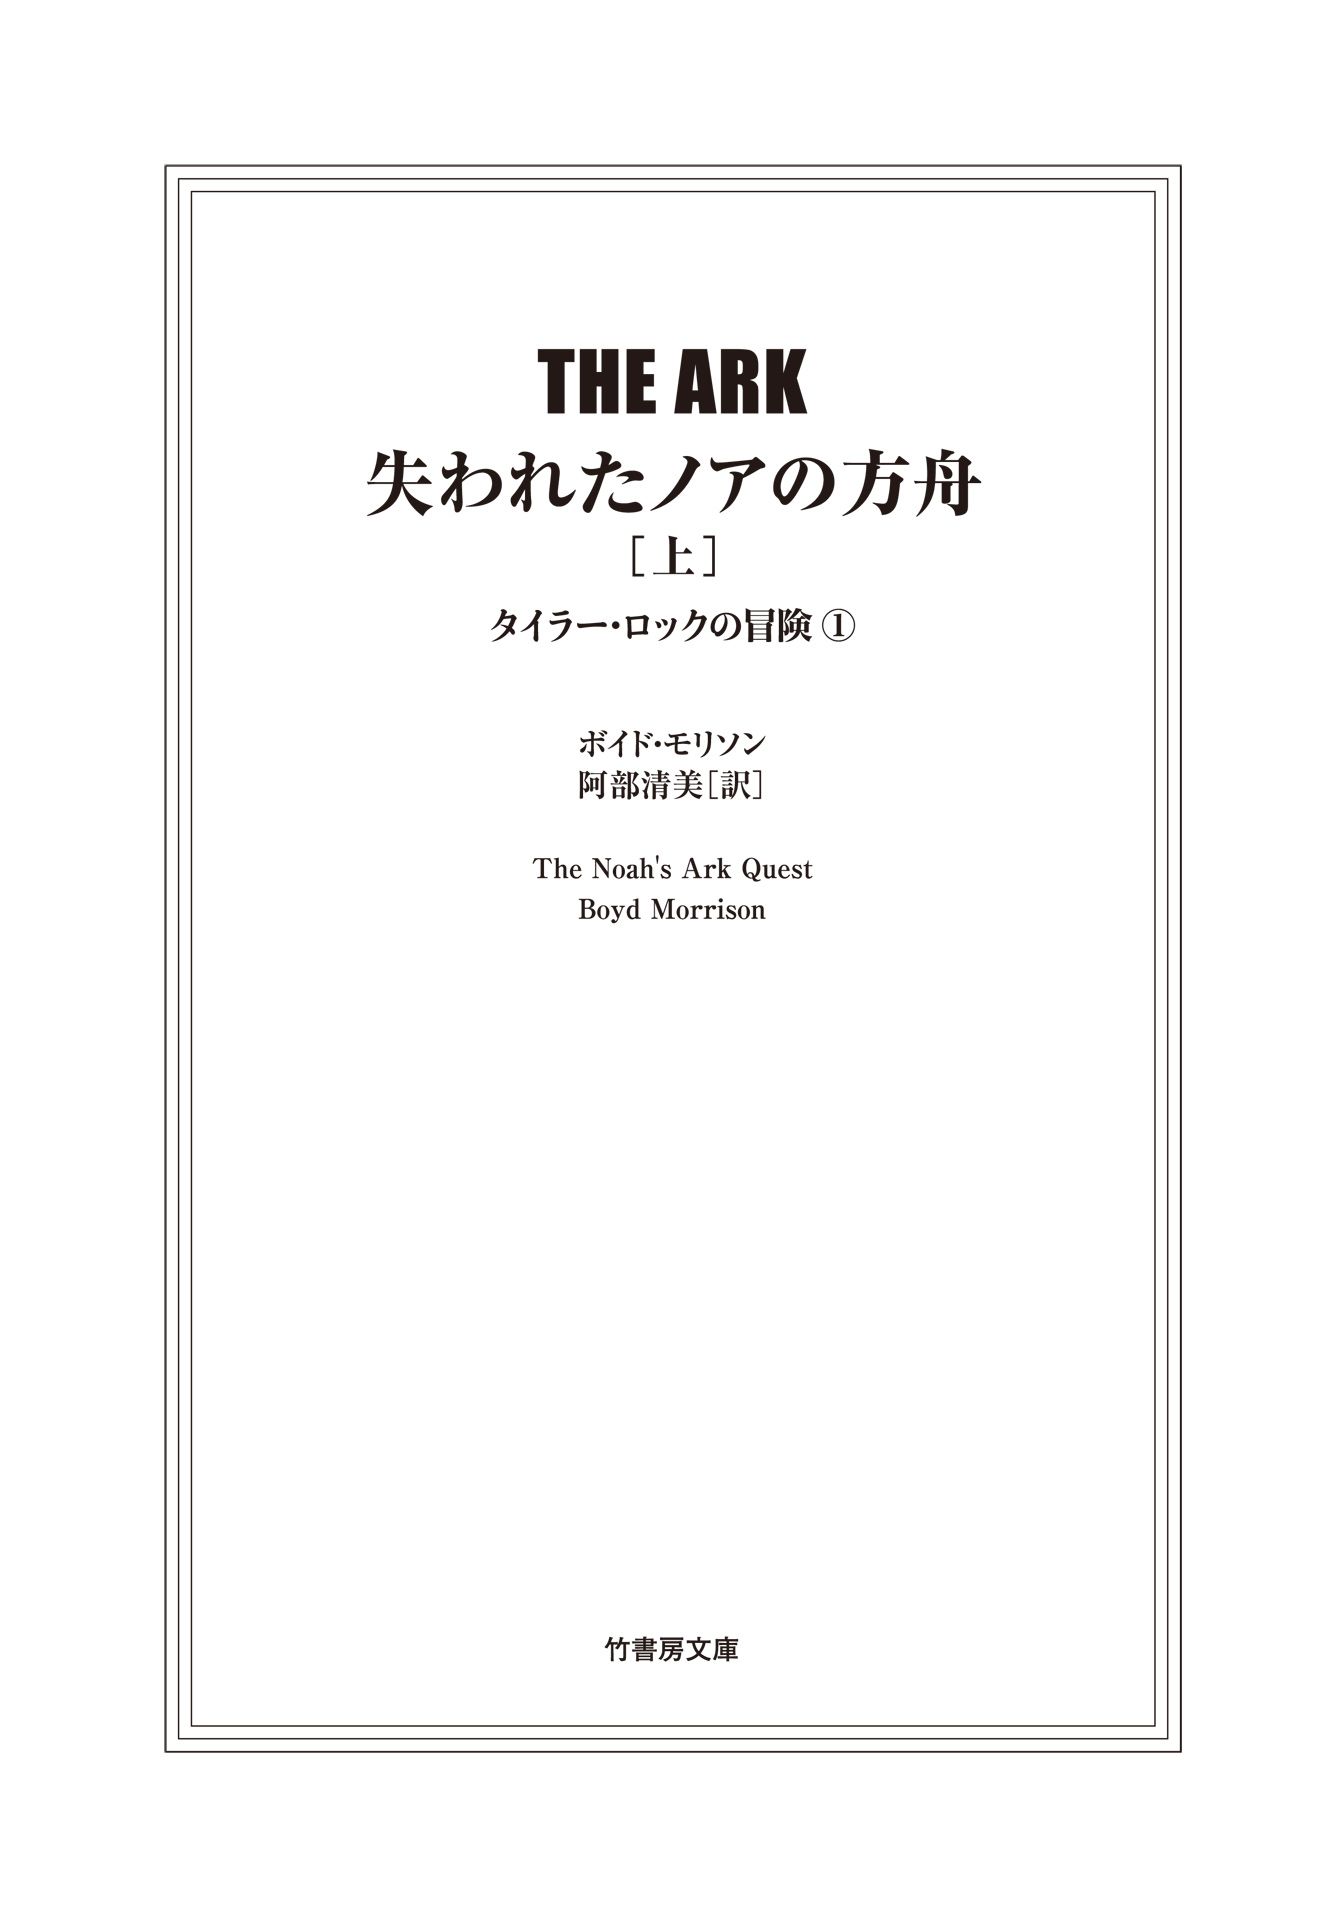 THE ARK
失われたノアの方舟
［上］
タイラー・ロックの冒険①
ボイド・モリソン
阿部清美［訳］
The Noah's Ark Quest
Boyd Morrison
竹書房文庫